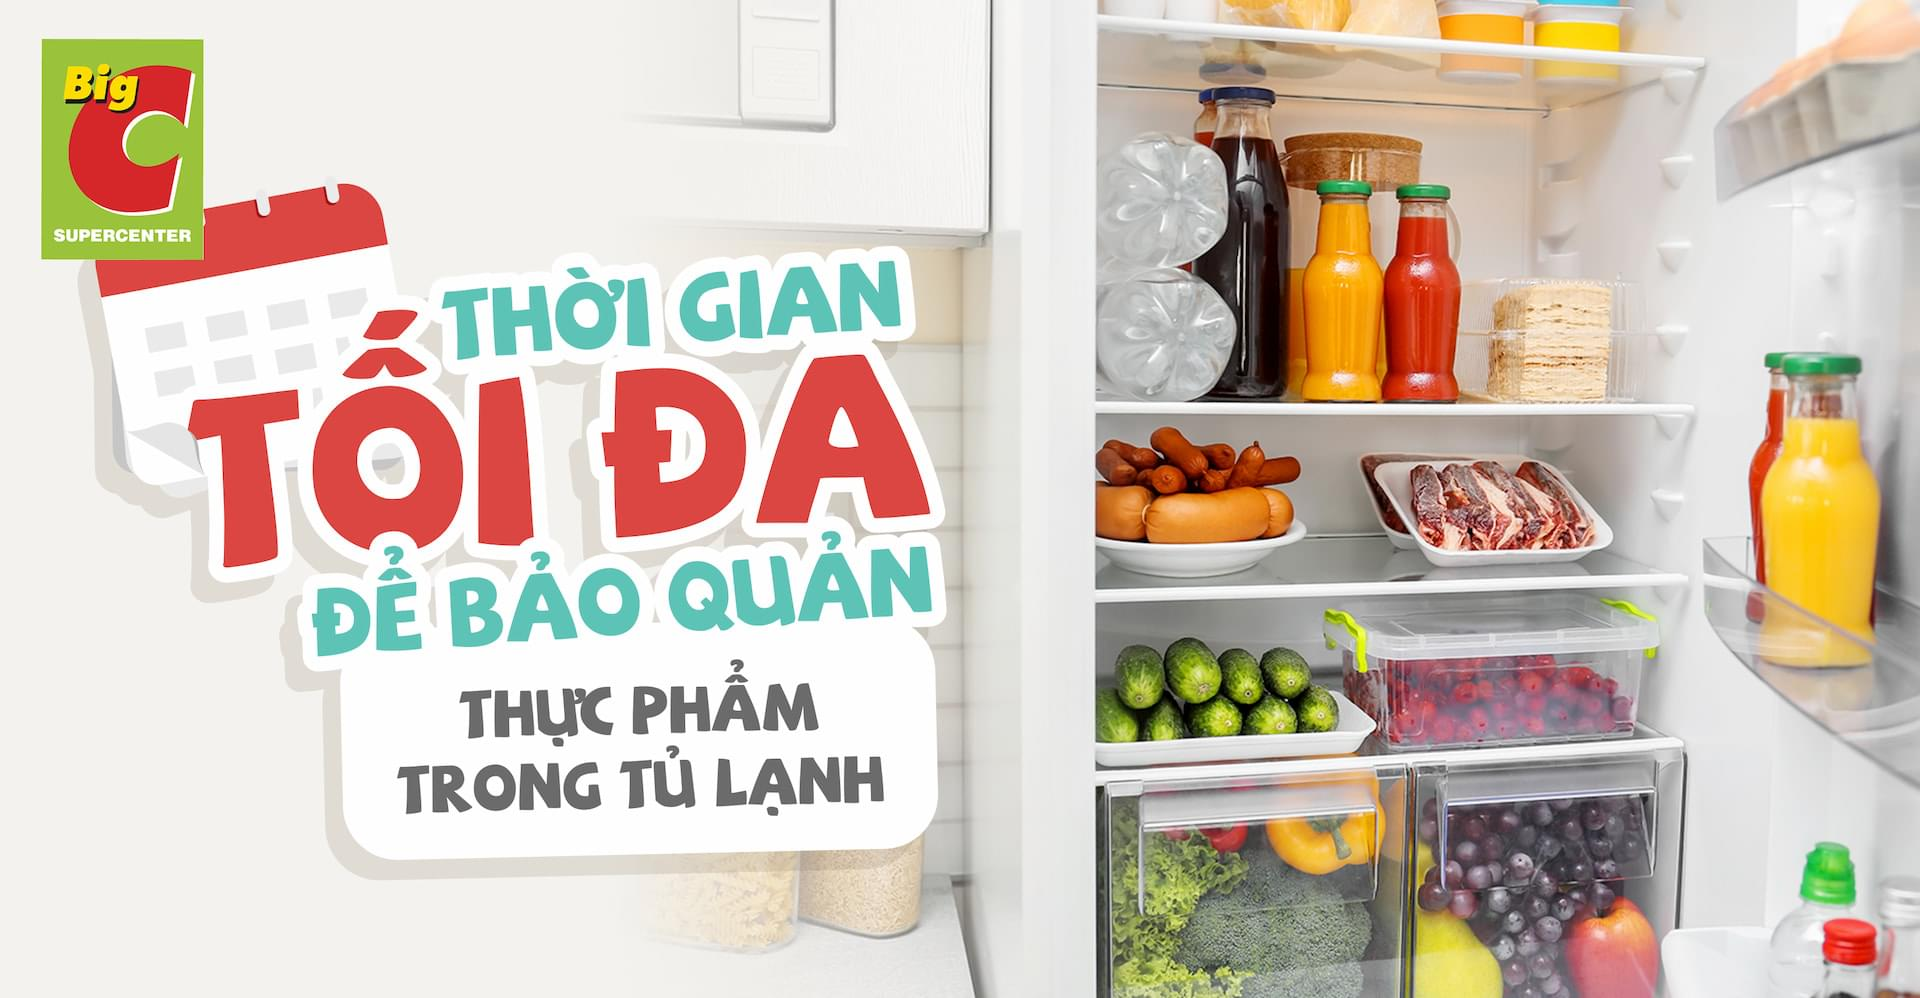 Big
C
SUPERCENTER
THỜI GIAN
TỐI ĐA
ĐỂ BẢO QUẢN
THỰC PHẨM
TRONG TỦ LẠNH